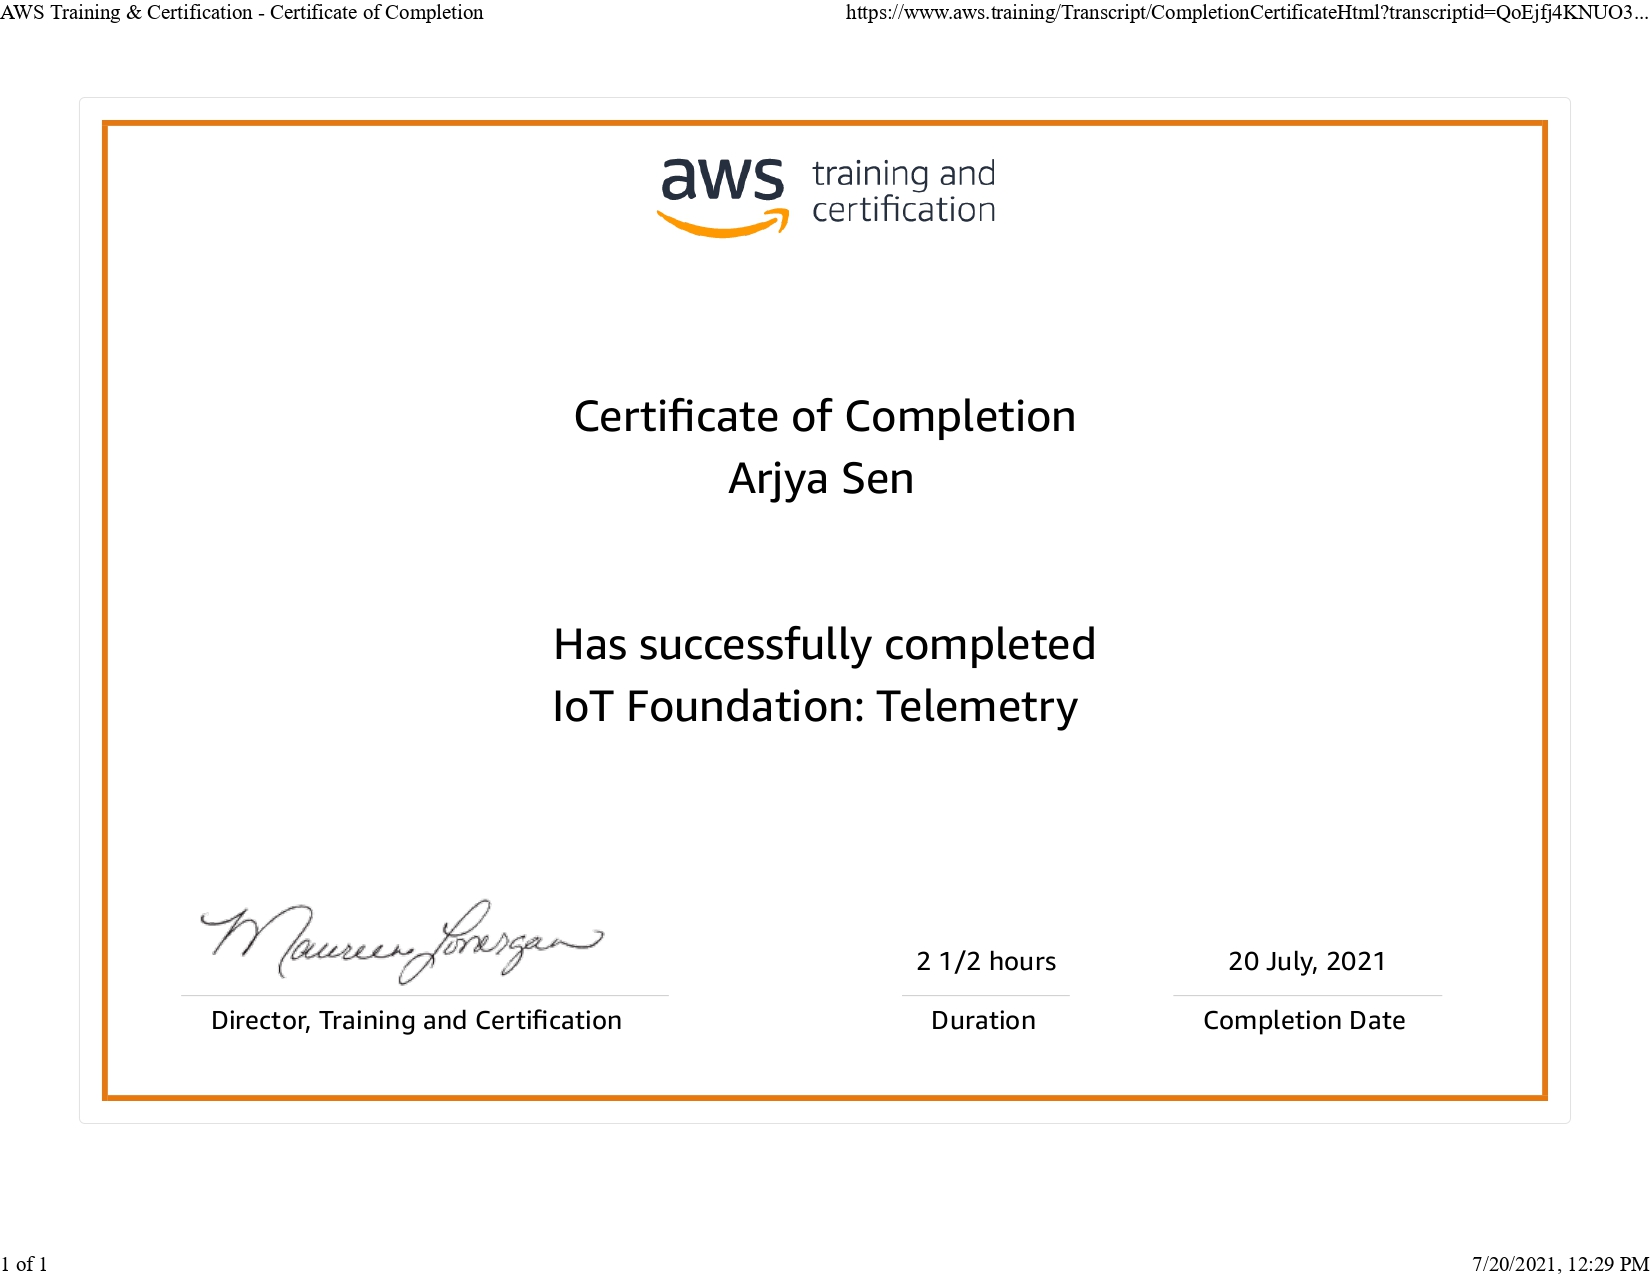 AWS Training & Certification - Certificate of Completion
https://www.aws.training/Transcript/CompletionCertificateHtml?transcriptid=QoEjfj4KNUO3...
aws training and
certification
Certificate of Completion
Arjya Sen
Has successfully completed
IoT Foundation: Telemetry
Maureen Lonergan
2 1/2 hours
20 July, 2021
Director, Training and Certification
Duration
Completion Date
1 of 1
7/20/2021, 12:29 PM